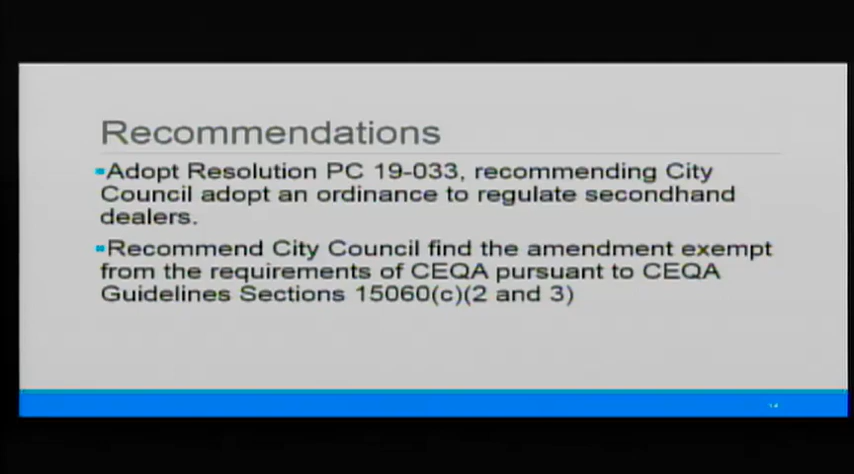 Recommendations
Adopt Resolution PC 19-033, recommending City
Council adopt an ordinance to regulate secondhand
dealers.
Recommend City Council find the amendment exempt
from the requirements of CEQA pursuant to CEQA
Guidelines Sections 15060(c)(2 and 3)